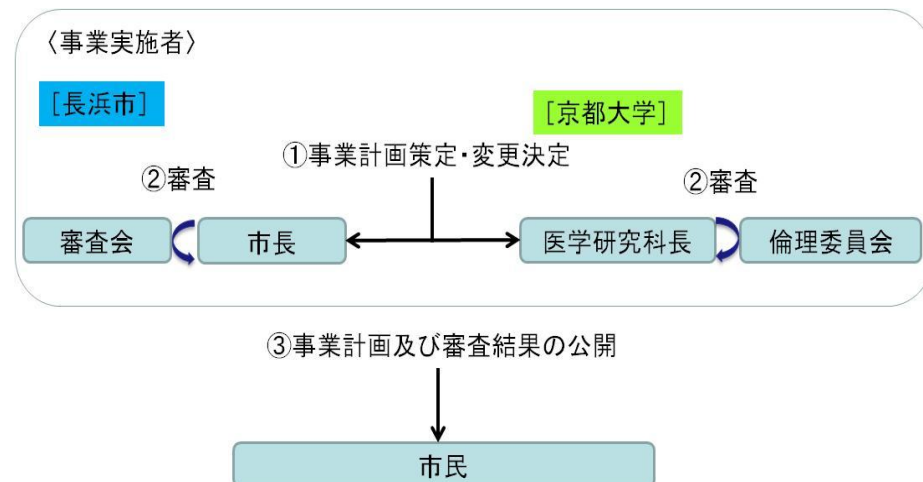 〈事業実施者〉
[長浜市]
[京都大学]
①事業計画策定・変更決定
②審査
②審査
審査会
市長
医学研究科長
倫理委員会
③事業計画及び審査結果の公開
市民